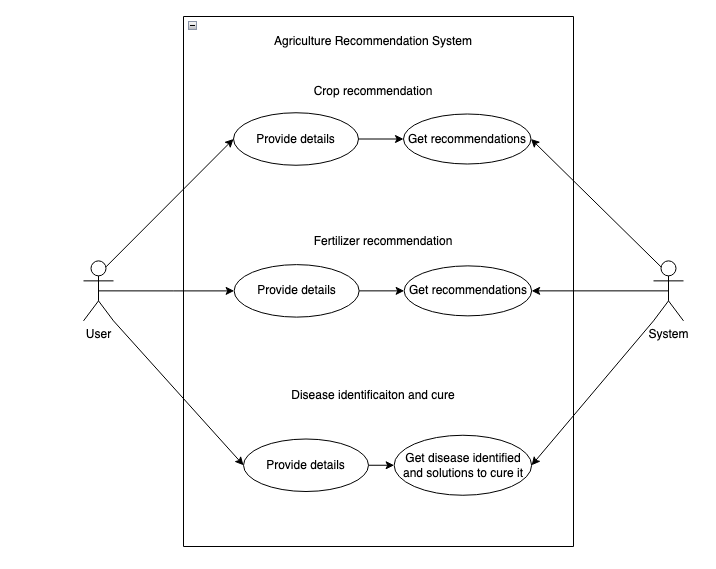 Agriculture Recommendation System
Crop recommendation
Provide details
Get recommendations
Fertilizer recommendation
Provide details
Get recommendations
User
System
Disease identificaiton and cure
Provide details
Get disease identified
and solutions to cure it